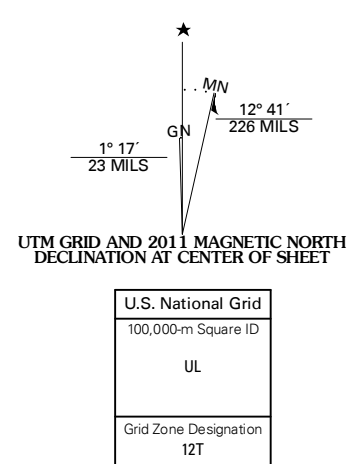 MN
12° 41´
226 MILS
GN
1° 17´
23 MILS
UTM GRID AND 2011 MAGNETIC NORTH
DECLINATION AT CENTER OF SHEET
U.S. National Grid
100,000-m Square ID
UL
Grid Zone Designation
12T